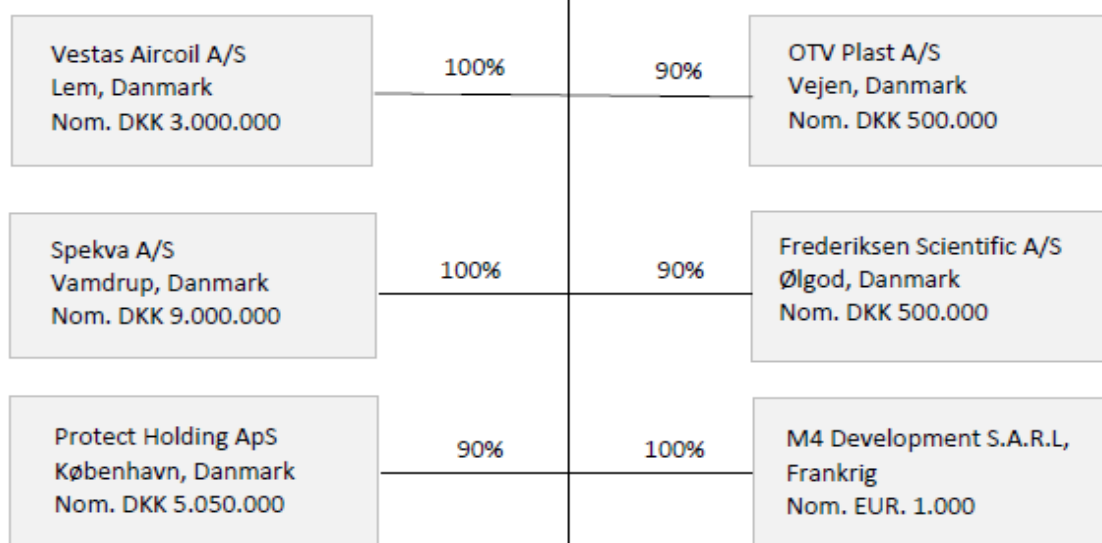 Vestas Aircoil A/S
Lem, Danmark
Nom. DKK 3.000.000
100%
90%
OTV Plast A/S
Vejen, Danmark
Nom. DKK 500.000
Spekva A/S
Vamdrup, Danmark
Nom. DKK 9.000.000
100%
90%
Frederiksen Scientific A/S
Ølgod, Danmark
Nom. DKK 500.000
Protect Holding ApS
København, Danmark
Nom. DKK 5.050.000
90%
100%
M4 Development S.A.R.L,
Frankrig
Nom. EUR. 1.000